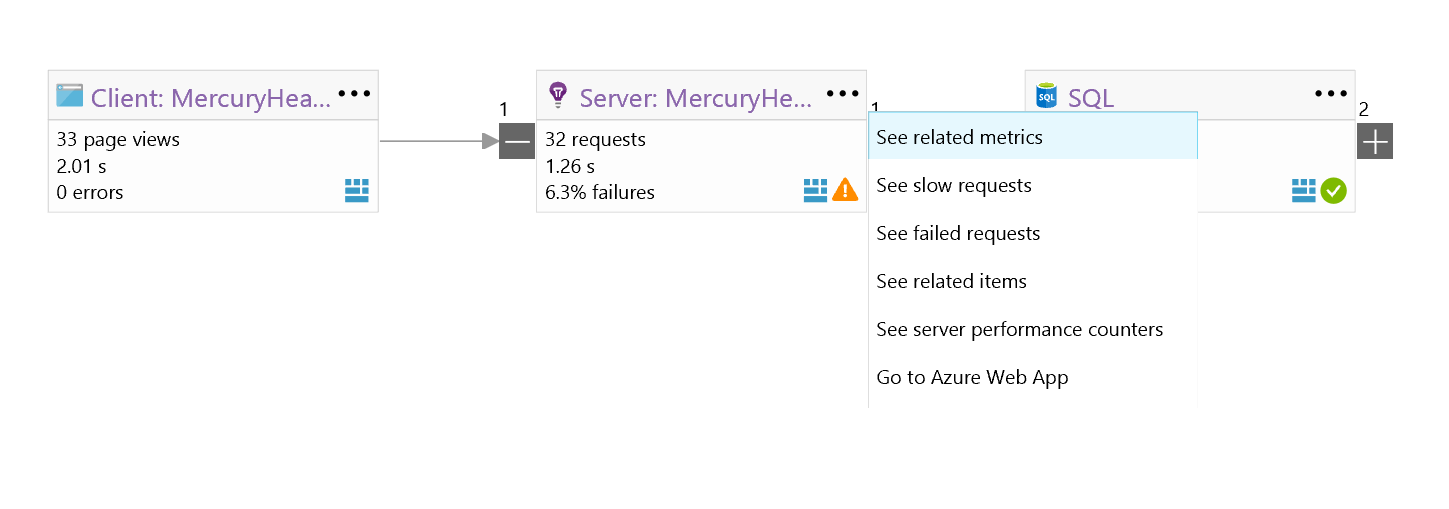 Client: MercuryHea...
33 page views
2.01 s
0 errors
1
Server: MercuryHe...
32 requests
1.26 s
6.3% failures
1
See related metrics
See slow requests
See failed requests
See related items
See server performance counters
Go to Azure Web App
SQL
SQL
2